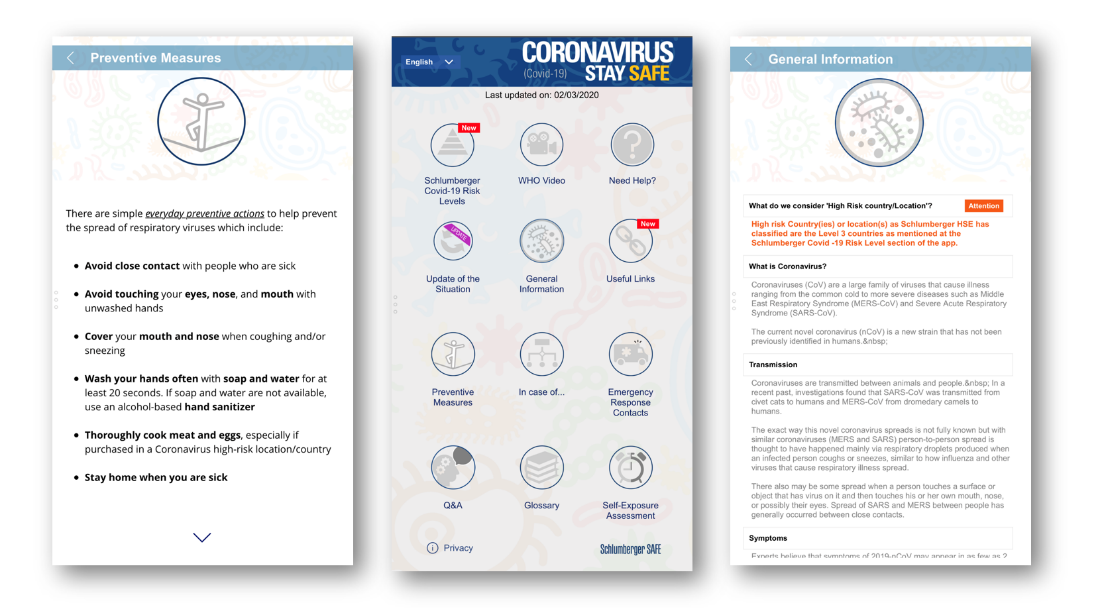 Preventive Measures
There are simple everyday preventive actions to help prevent
the spread of respiratory viruses which include:
• Avoid close contact with people who are sick
• Avoid touching your eyes, nose, and mouth with
unwashed hands
• Cover your mouth and nose when coughing and/or
sneezing
• Wash your hands often with soap and water for at
least 20 seconds. If soap and water are not available,
use an alcohol-based hand sanitizer
• Thoroughly cook meat and eggs, especially if
purchased in a Coronavirus high-risk location/country
• Stay home when you are sick
English
CORONAVIRUS
(Covid-19) STAY SAFE
Last updated on: 02/03/2020
New
Schlumberger
Covid-19 Risk
Levels
WHO Video
Need Help?
UPDATE
Update of the
Situation
General
Information
New
Useful Links
Preventive
Measures
In case of...
Emergency
Response
Contacts
Q&A
Glossary
Self-Exposure
Assessment
Privacy
Schlumberger SAFE
General Information
What do we consider 'High Risk country/Location'?
Attention
High risk Country(ies) or location(s) as Schlumberger HSE has
classified are the Level 3 countries as mentioned at the
Schlumberger Covid -19 Risk Level section of the app.
What is Coronavirus?
Coronaviruses (CoV) are a large family of viruses that cause illness
ranging from the common cold to more severe diseases such as Middle
East Respiratory Syndrome (MERS-CoV) and Severe Acute Respiratory
Syndrome (SARS-CoV).
The current novel coronavirus (nCoV) is a new strain that has not been
previously identified in humans.&nbsp;
Transmission
Coronaviruses are transmitted between animals and people.&nbsp; In a
recent past, investigations found that SARS-CoV was transmitted from
civet cats to humans and MERS-CoV from dromedary camels to
humans.
The exact way this novel coronavirus spreads is not fully known but with
similar coronaviruses (MERS and SARS) person-to-person spread is
thought to have happened mainly via respiratory droplets produced when
an infected person coughs or sneezes, similar to how influenza and other
viruses that cause respiratory illness spread.
There also may be some spread when a person touches a surface or
object that has virus on it and then touches his or her own mouth, nose,
or possibly their eyes. Spread of SARS and MERS between people has
generally occurred between close contacts.
Symptoms
Experts believe that symptoms of 2019-nCoV may appear in as few as 2